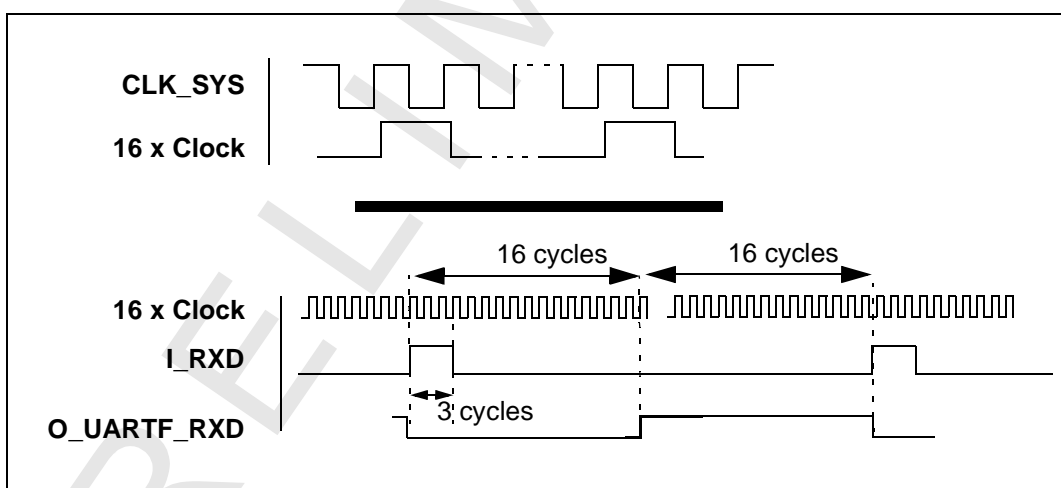 CLK_SYS
16 x Clock
16 cycles
16 cycles
16 x Clock
I_RXD
3 cycles
O_UARTF_RXD
R E L I M